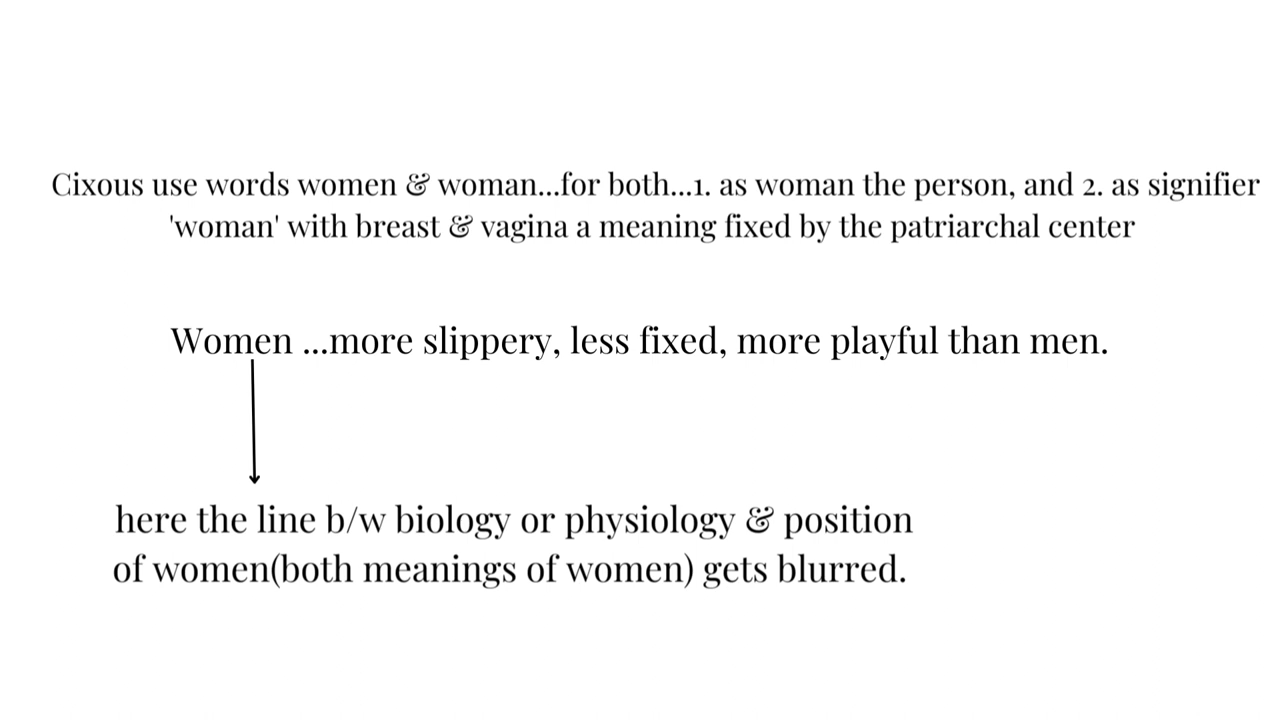 Cixous use words women & woman...for both...1. as woman the person, and 2. as signifier
'woman' with breast & vagina a meaning fixed by the patriarchal center
Women ...more slippery, less fixed, more playful than men.
here the line b/w biology or physiology & position
of women(both meanings of women) gets blurred.